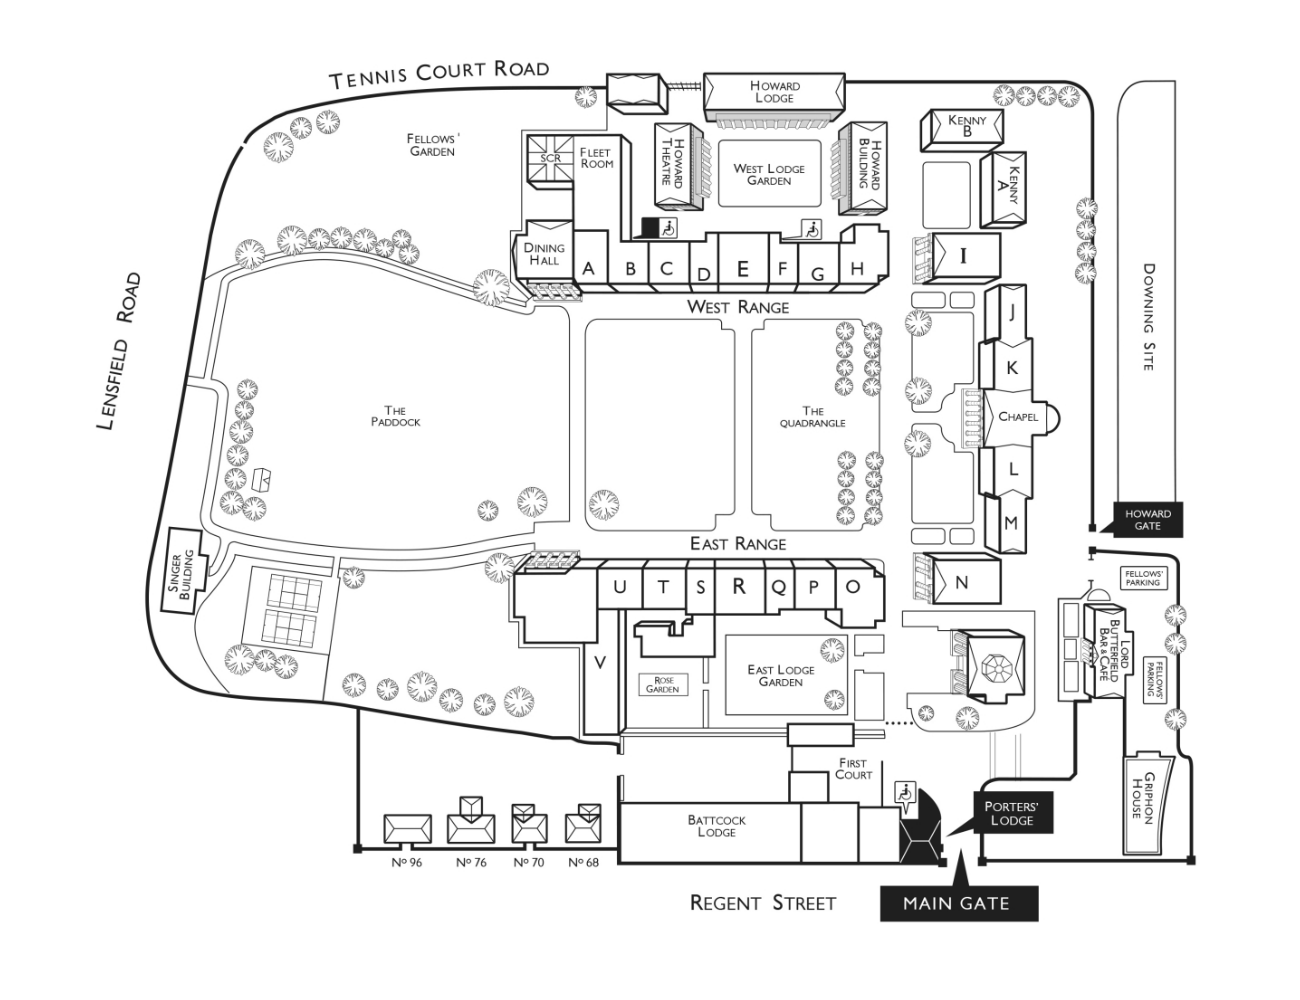 TENNIS COURT ROAD
HOWARD
LODGE
KENNY
B
FELLOWS'
GARDEN
SCR
FLEET
ROOM
HOWARD
THEATRE
WEST LODGE
GARDEN
HOWARD
BUILDING
KENNY
A
DINING
HALL
A
B
C
D
E
F
G
H
I
WEST RANGE
LENSFIELD ROAD
DOWNING SITE
J
K
THE
PADDOCK
THE
QUADRANGLE
CHAPEL
L
M
HOWARD
GATE
EAST RANGE
SINGER
BUILDING
U
T
S
R
Q
P
O
N
FELLOWS'
PARKING
LORD
BUTTERFIELD
BAR & CAFÉ
FELLOWS'
PARKING
V
ROSE
GARDEN
EAST LODGE
GARDEN
FIRST
COURT
GRIPHON
HOUSE
BATTCOCK
LODGE
PORTERS'
LODGE
Nº 96
Nº 76
Nº 70
Nº 68
REGENT STREET
MAIN GATE